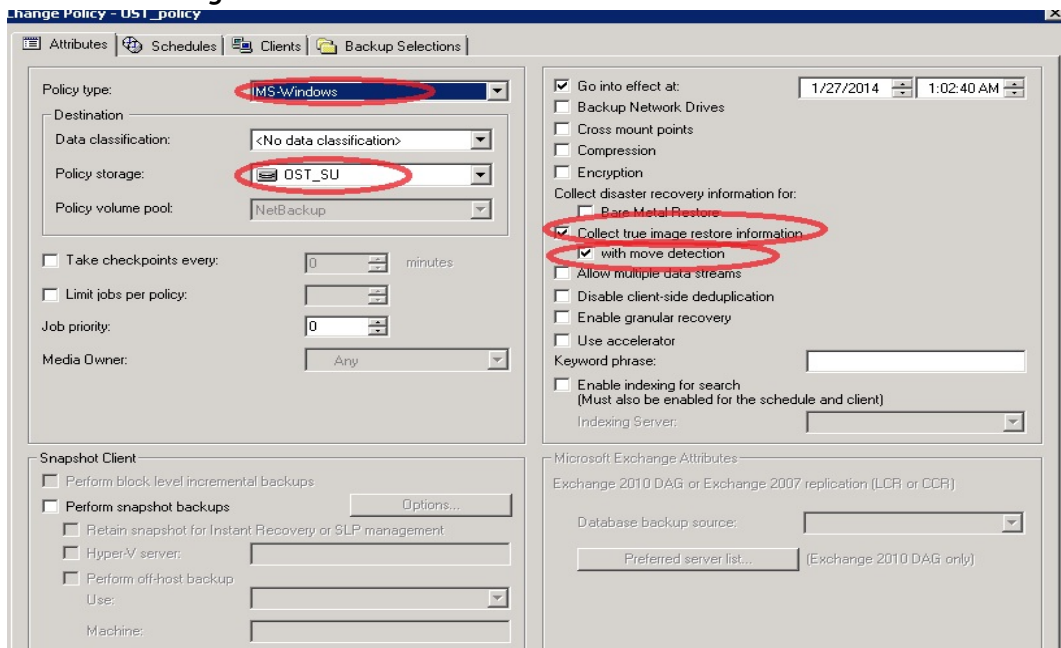 Change Policy - OST_policy
Attributes
Schedules
Clients
Backup Selections
Policy type:
MS-Windows
Destination
Data classification:
<No data classification>
Policy storage:
OST_SU
Policy volume pool:
NetBackup
Take checkpoints every:
0
minutes
Limit jobs per policy:
Job priority:
0
Media Owner:
Any
Go into effect at:
1/27/2014
1:02:40 AM
Backup Network Drives
Cross mount points
Compression
Encryption
Collect disaster recovery information for:
Bare Metal Restore
Collect true image restore information
with move detection
Allow multiple data streams
Disable client-side deduplication
Enable granular recovery
Use accelerator
Keyword phrase:
Enable indexing for search
(Must also be enabled for the schedule and client)
Indexing Server:
Snapshot Client
Perform block level incremental backups
Perform snapshot backups
Options...
Retain snapshot for Instant Recovery or SLP management
Hyper-V server:
Perform off-host backup
Use:
Machine:
Microsoft Exchange Attributes
Exchange 2010 DAG or Exchange 2007 replication (LCR or CCR)
Database backup source:
Preferred server list...
(Exchange 2010 DAG only)